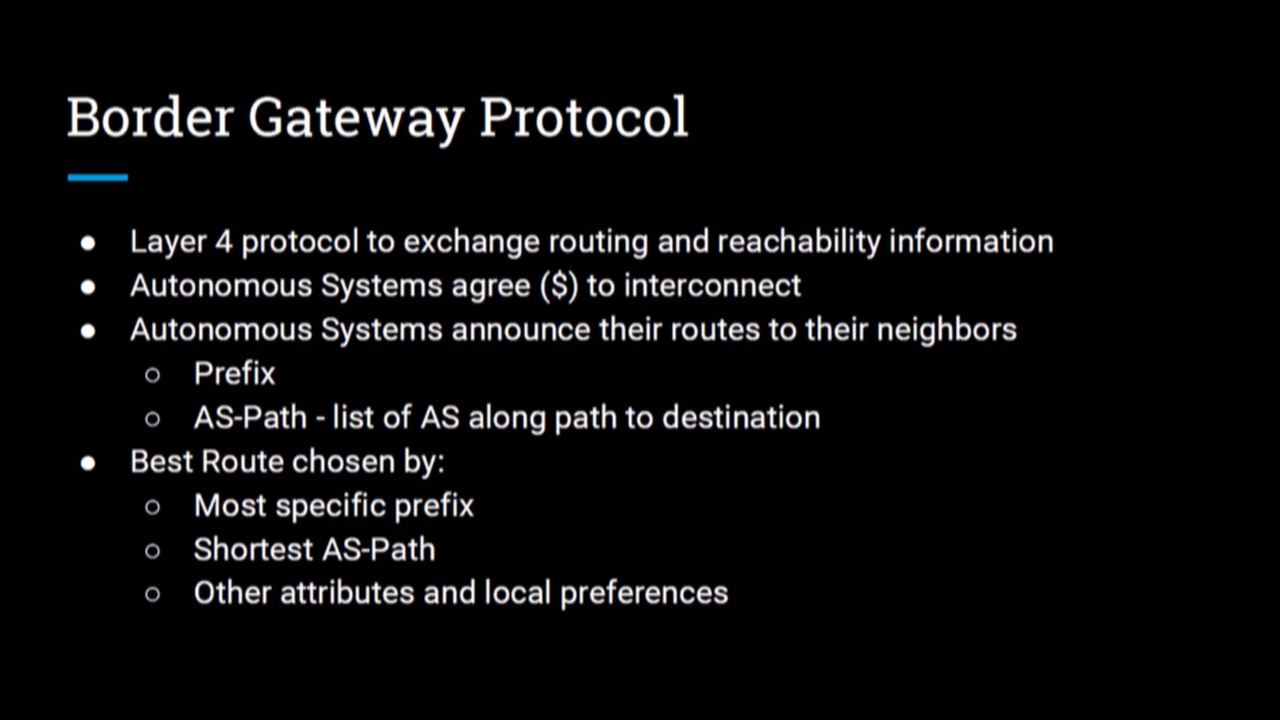 Border Gateway Protocol
● Layer 4 protocol to exchange routing and reachability information
● Autonomous Systems agree ($) to interconnect
● Autonomous Systems announce their routes to their neighbors
○ Prefix
○ AS-Path - list of AS along path to destination
● Best Route chosen by:
○ Most specific prefix
○ Shortest AS-Path
○ Other attributes and local preferences